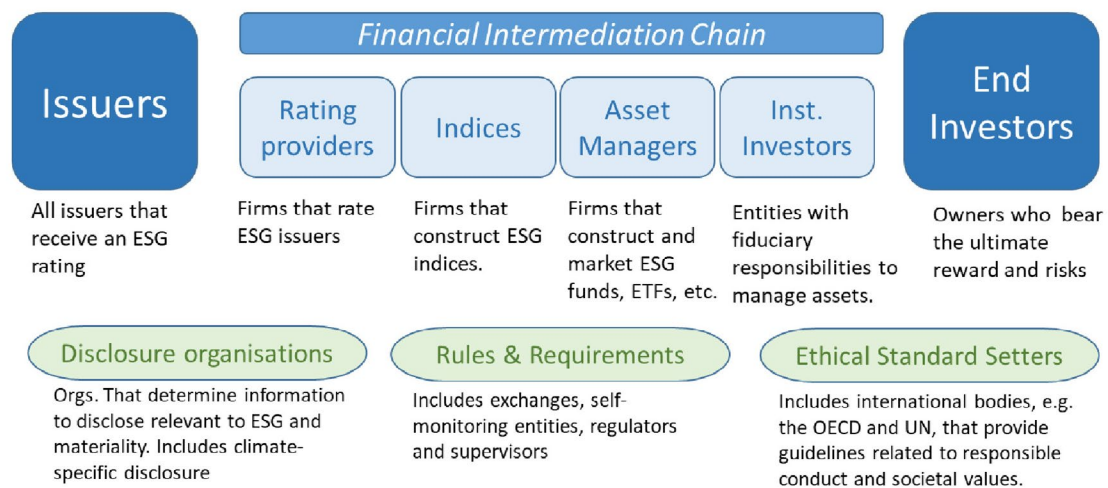 Issuers
Financial Intermediation Chain
Rating
providers
Indices
Asset
Managers
Inst.
Investors
End
Investors
All issuers that
receive an ESG
rating
Firms that rate
ESG issuers
Firms that
construct ESG
indices.
Firms that
construct and
market ESG
funds, ETFs, etc.
Entities with
fiduciary
responsibilities to
manage assets.
Owners who bear
the ultimate
reward and risks
Disclosure organisations
Orgs. That determine information
to disclose relevant to ESG and
materiality. Includes climate-
specific disclosure
Rules & Requirements
Includes exchanges, self-
monitoring entities, regulators
and supervisors
Ethical Standard Setters
Includes international bodies, e.g.
the OECD and UN, that provide
guidelines related to responsible
conduct and societal values.